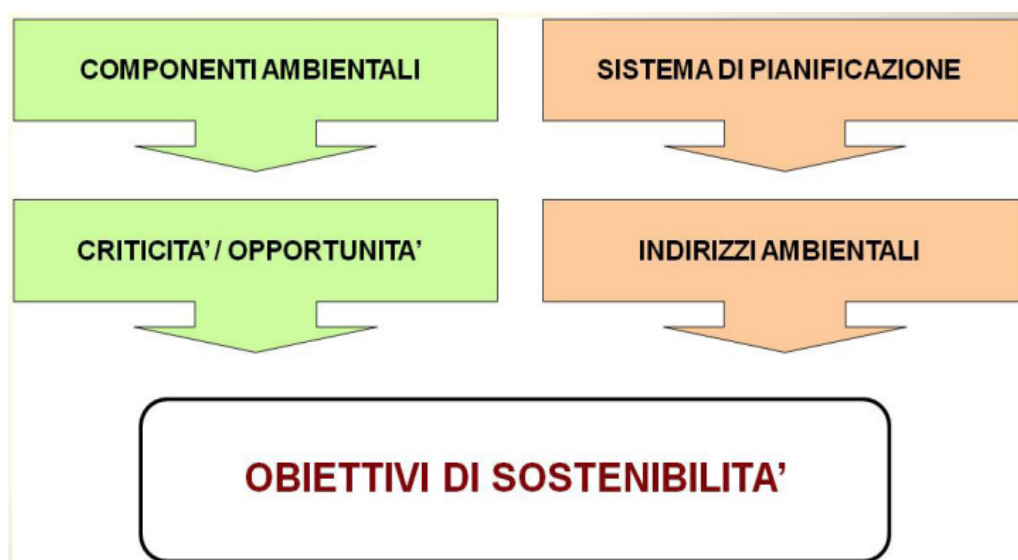 COMPONENTI AMBIENTALI
SISTEMA DI PIANIFICAZIONE
CRITICITA' / OPPORTUNITA'
INDIRIZZI AMBIENTALI
OBIETTIVI DI SOSTENIBILITA'